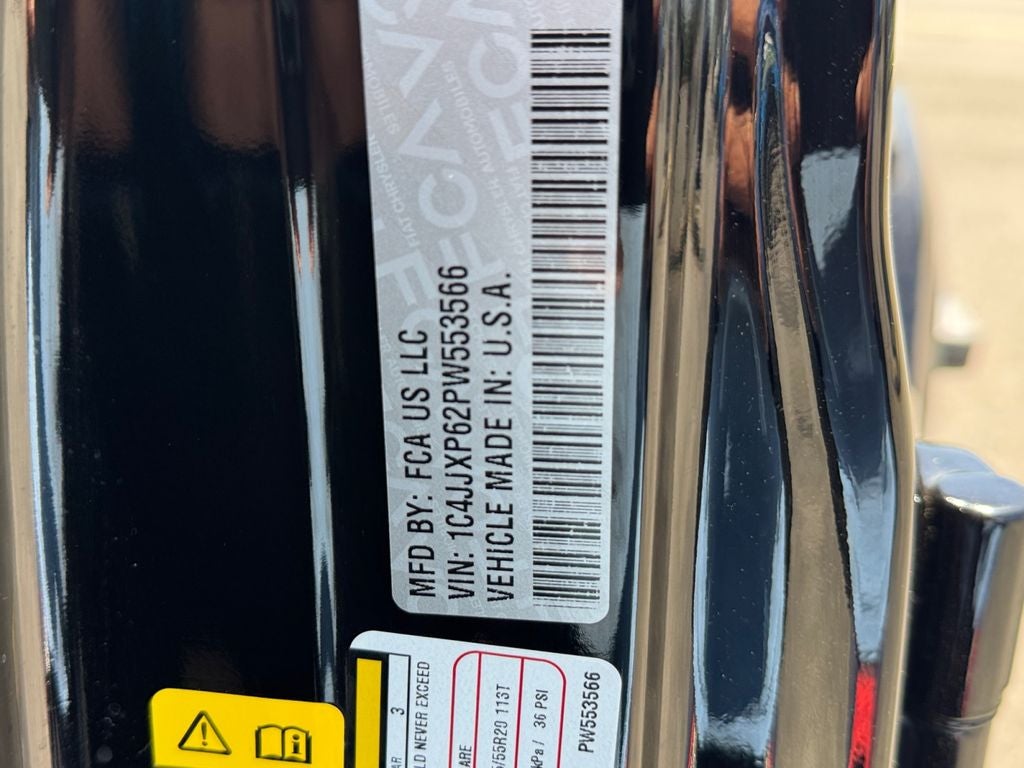 MFD BY: FCA US LLC
VIN: 1C4JJXP62PW553566
VEHICLE MADE IN: U.S.A.
3
LD NEVER EXCEED
/55R20 113T
kPa / 36 PSI
PW553566